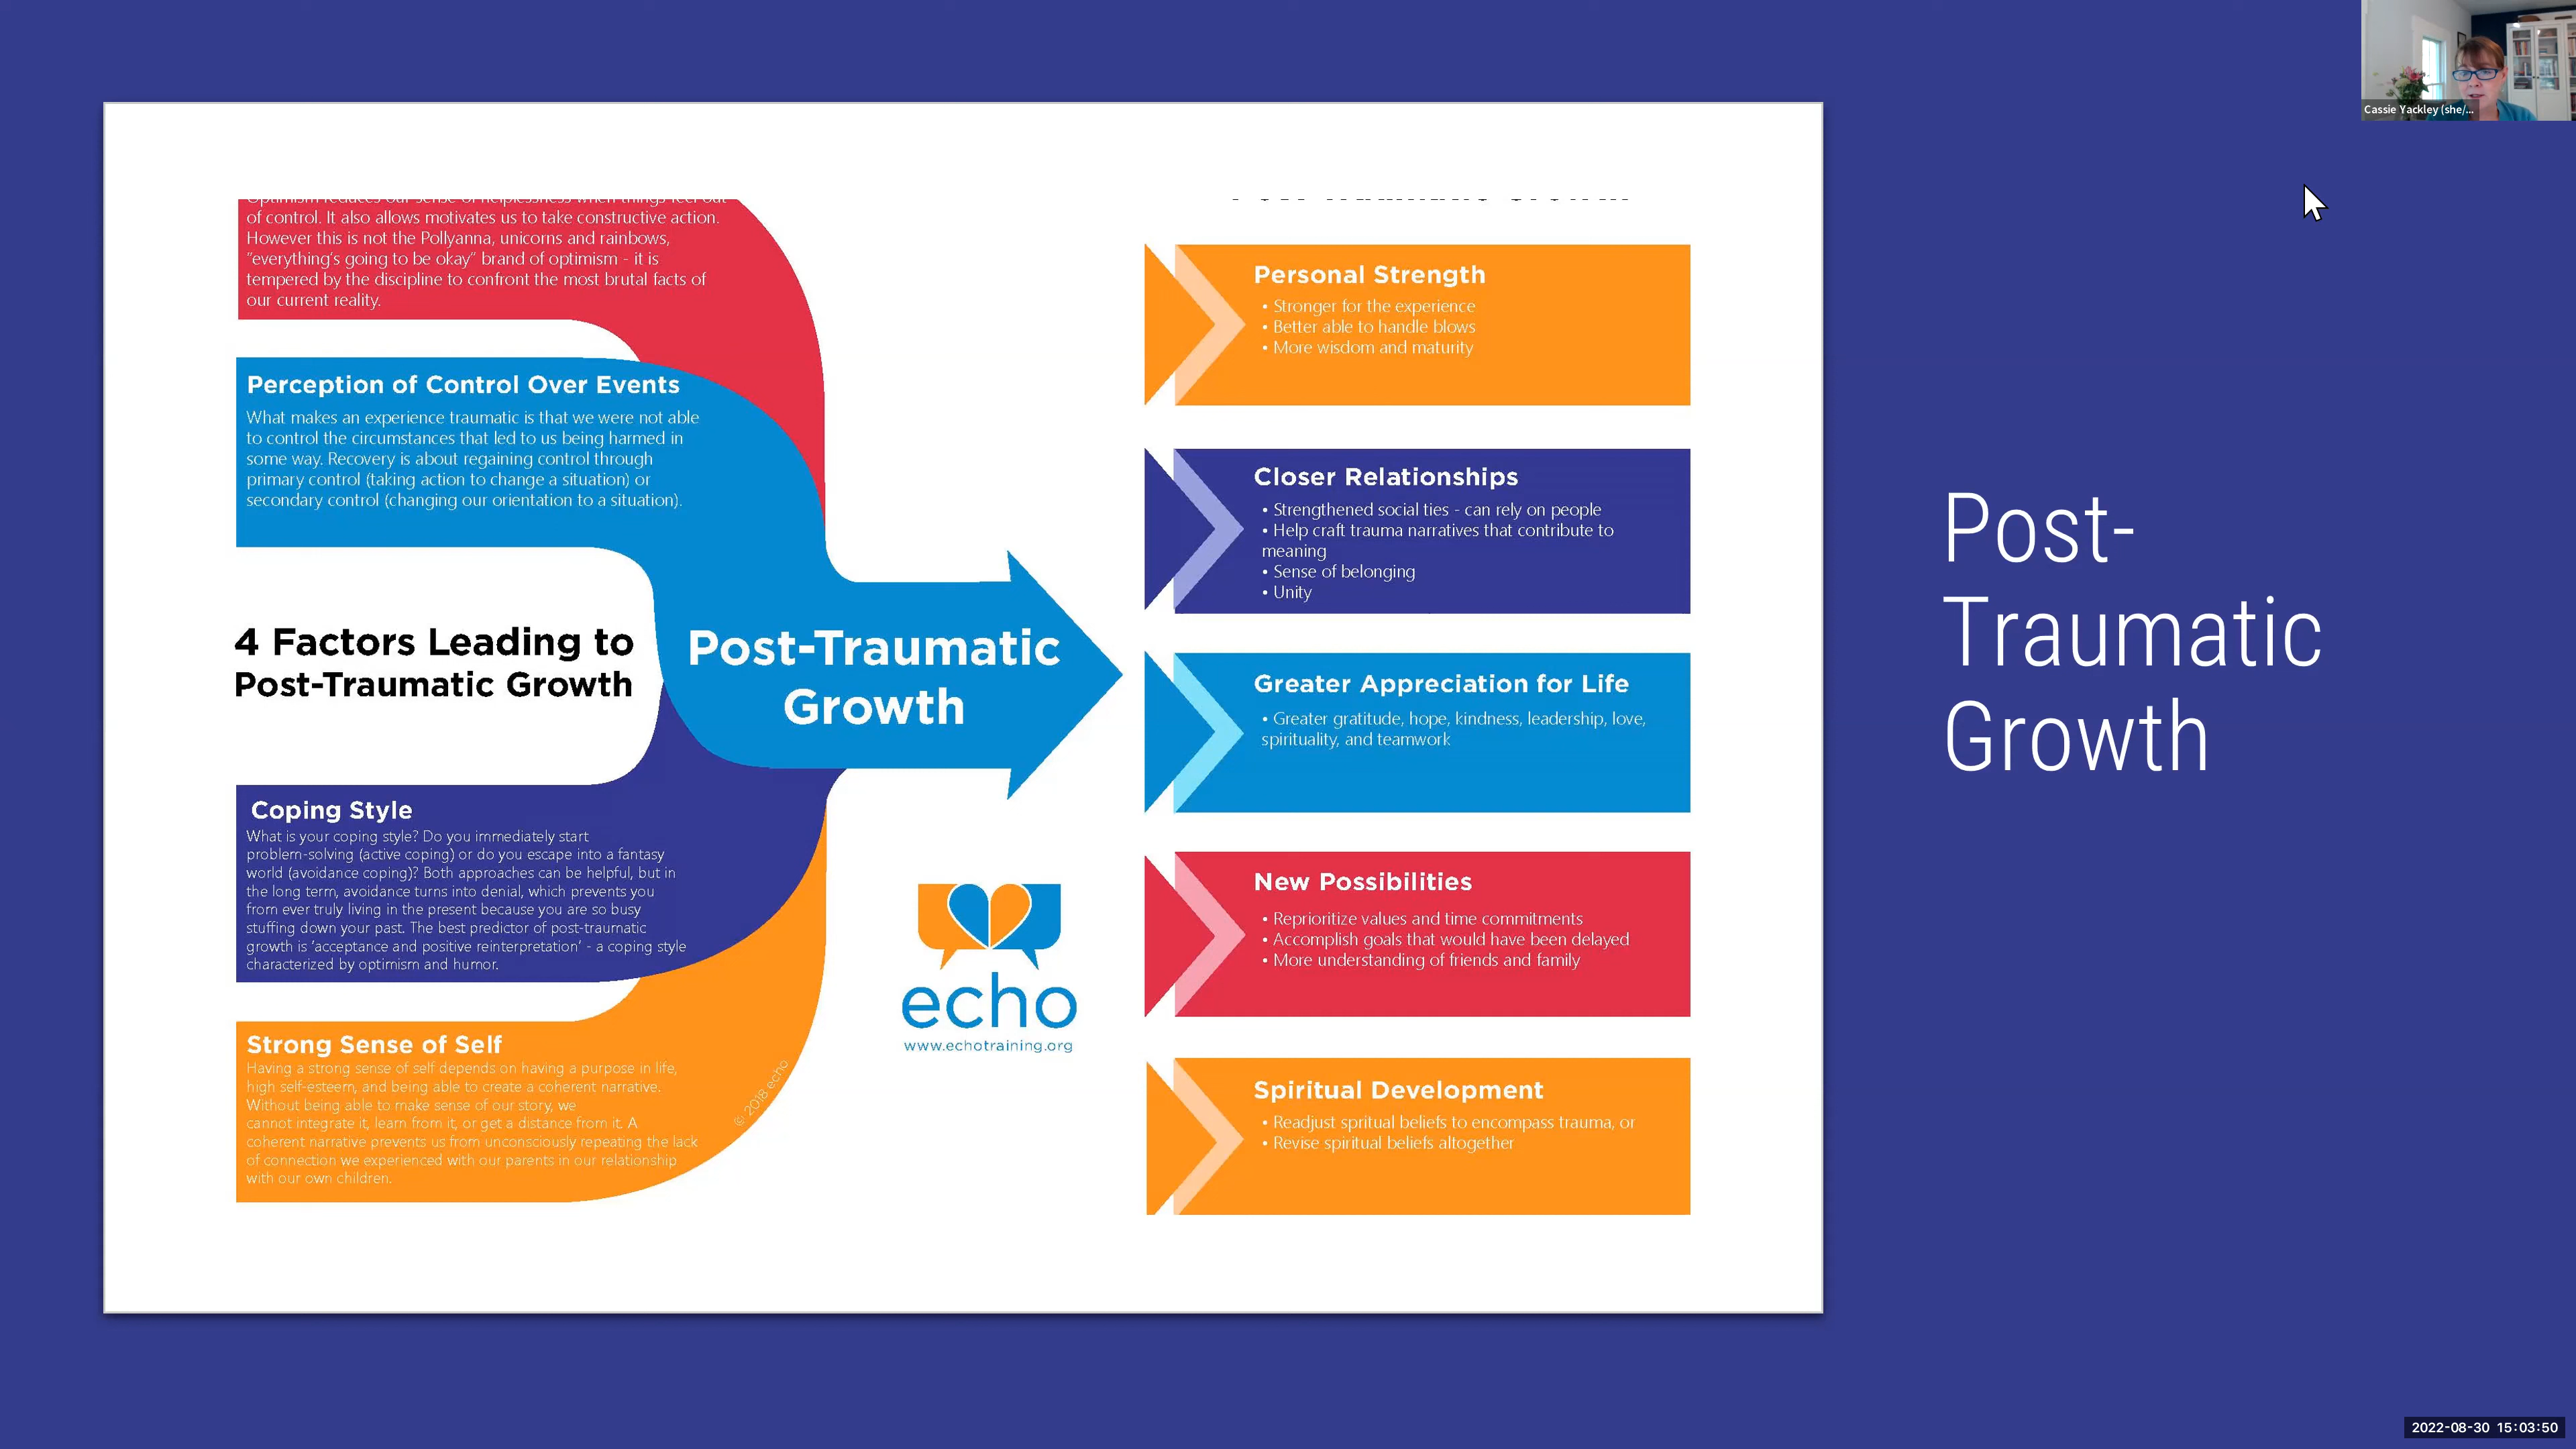 Cassie Yackley (she/...
Optimism reduces our sense of helplessness when things feel out
of control. It also allows motivates us to take constructive action.
However this is not the Pollyanna, unicorns and rainbows,
"everything's going to be okay" brand of optimism - it is
tempered by the discipline to confront the most brutal facts of
our current reality.
Perception of Control Over Events
What makes an experience traumatic is that we were not able
to control the circumstances that led to us being harmed in
some way. Recovery is about regaining control through
primary control (taking action to change a situation) or
secondary control (changing our orientation to a situation).
4 Factors Leading to
Post-Traumatic Growth
Post-Traumatic
Growth
Coping Style
What is your coping style? Do you immediately start
problem-solving (active coping) or do you escape into a fantasy
world (avoidance coping)? Both approaches can be helpful, but in
the long term, avoidance turns into denial, which prevents you
from ever truly living in the present because you are so busy
stuffing down your past. The best predictor of post-traumatic
growth is 'acceptance and positive reinterpretation' - a coping style
characterized by optimism and humor.
Strong Sense of Self
Having a strong sense of self depends on having a purpose in life,
high self-esteem, and being able to create a coherent narrative.
Without being able to make sense of our story, we
cannot integrate it, learn from it, or get a distance from it. A
coherent narrative prevents us from unconsciously repeating the lack
of connection we experienced with our parents in our relationship
with our own children.
© 2018 echo
echo
www.echotraining.org
Personal Strength
• Stronger for the experience
• Better able to handle blows
• More wisdom and maturity
Closer Relationships
• Strengthened social ties - can rely on people
• Help craft trauma narratives that contribute to
meaning
• Sense of belonging
• Unity
Greater Appreciation for Life
• Greater gratitude, hope, kindness, leadership, love,
spirituality, and teamwork
New Possibilities
• Reprioritize values and time commitments
• Accomplish goals that would have been delayed
• More understanding of friends and family
Spiritual Development
• Readjust spritual beliefs to encompass trauma, or
• Revise spiritual beliefs altogether
Post-
Traumatic
Growth
2022-08-30 15:03:50